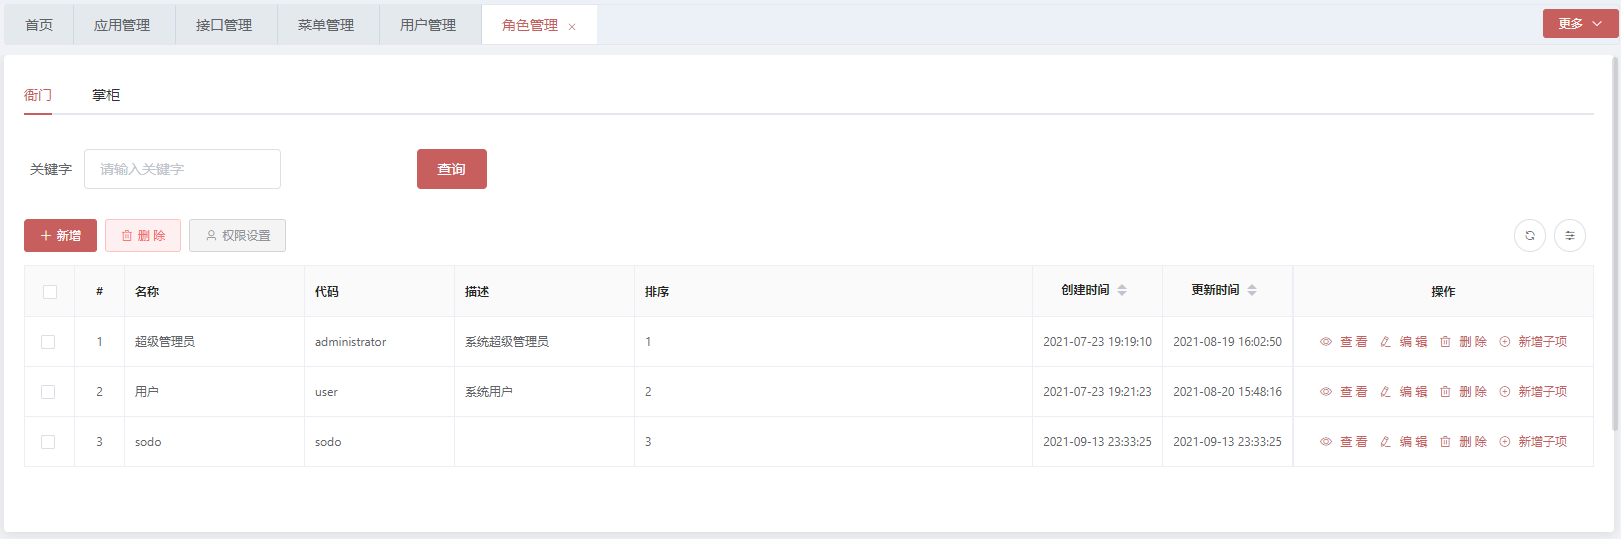 首页 应用管理 接口管理 菜单管理 用户管理 角色管理 × 更多
衙门 掌柜
关键字 请输入关键字 查询
新增 删 除 权限设置
# 名称 代码 描述 排序 创建时间 更新时间 操作
1 超级管理员 administrator 系统超级管理员 1 2021-07-23 19:19:10 2021-08-19 16:02:50 查 看 编 辑 删 除 新增子项
2 用户 user 系统用户 2 2021-07-23 19:21:23 2021-08-20 15:48:16 查 看 编 辑 删 除 新增子项
3 sodo sodo 3 2021-09-13 23:33:25 2021-09-13 23:33:25 查 看 编 辑 删 除 新增子项